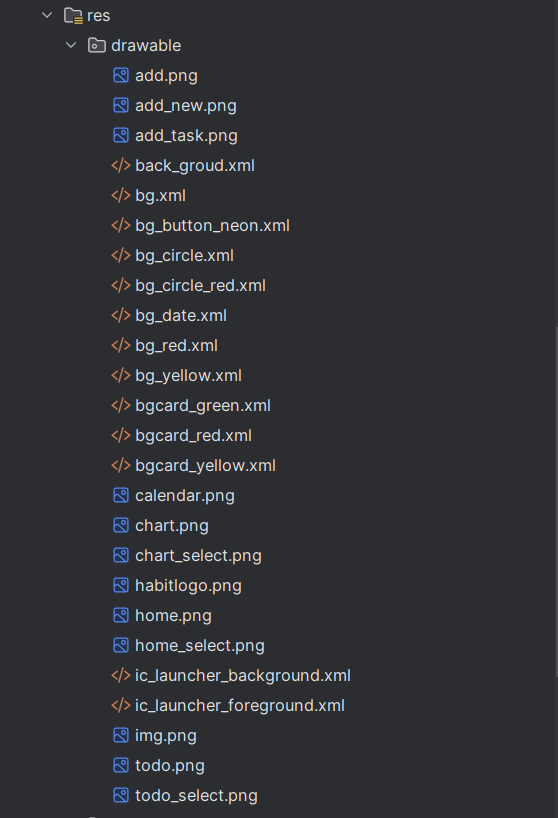 res
drawable
add.png
add_new.png
add_task.png
back_groud.xml
bg.xml
bg_button_neon.xml
bg_circle.xml
bg_circle_red.xml
bg_date.xml
bg_red.xml
bg_yellow.xml
bgcard_green.xml
bgcard_red.xml
bgcard_yellow.xml
calendar.png
chart.png
chart_select.png
habitlogo.png
home.png
home_select.png
ic_launcher_background.xml
ic_launcher_foreground.xml
img.png
todo.png
todo_select.png